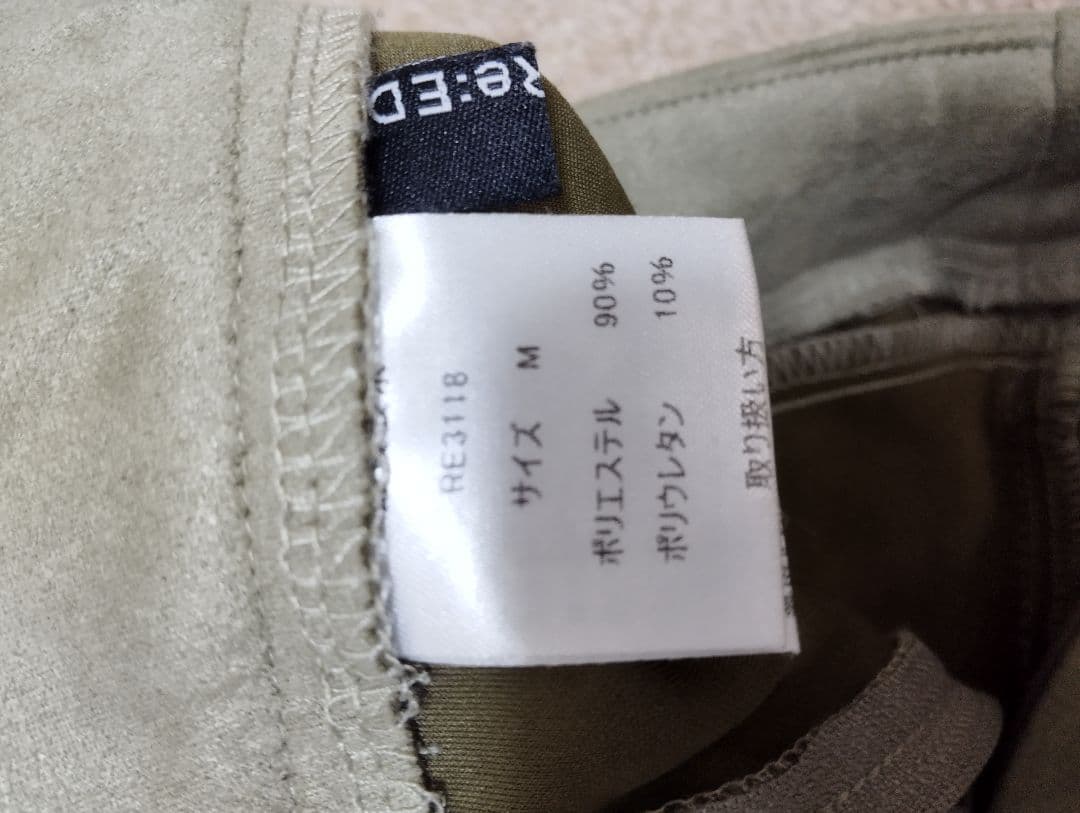 Re:ED
RE3118
サイズ M
ポリエステル 90%
ポリウレタン 10%
取り扱い方